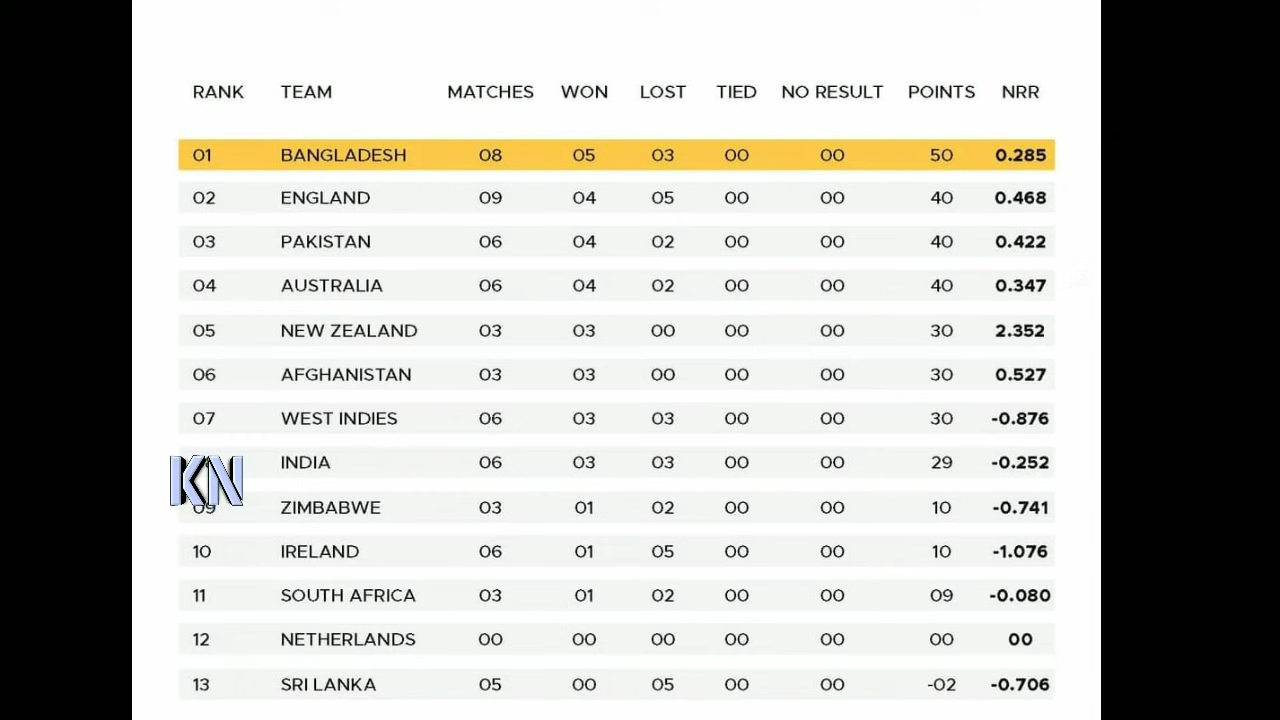 RANK TEAM MATCHES WON LOST TIED NO RESULT POINTS NRR
01 BANGLADESH 08 05 03 00 00 50 0.285
02 ENGLAND 09 04 05 00 00 40 0.468
03 PAKISTAN 06 04 02 00 00 40 0.422
04 AUSTRALIA 06 04 02 00 00 40 0.347
05 NEW ZEALAND 03 03 00 00 00 30 2.352
06 AFGHANISTAN 03 03 00 00 00 30 0.527
07 WEST INDIES 06 03 03 00 00 30 -0.876
INDIA 06 03 03 00 00 29 -0.252
KN
09 ZIMBABWE 03 01 02 00 00 10 -0.741
10 IRELAND 06 01 05 00 00 10 -1.076
11 SOUTH AFRICA 03 01 02 00 00 09 -0.080
12 NETHERLANDS 00 00 00 00 00 00 00
13 SRI LANKA 05 00 05 00 00 -02 -0.706